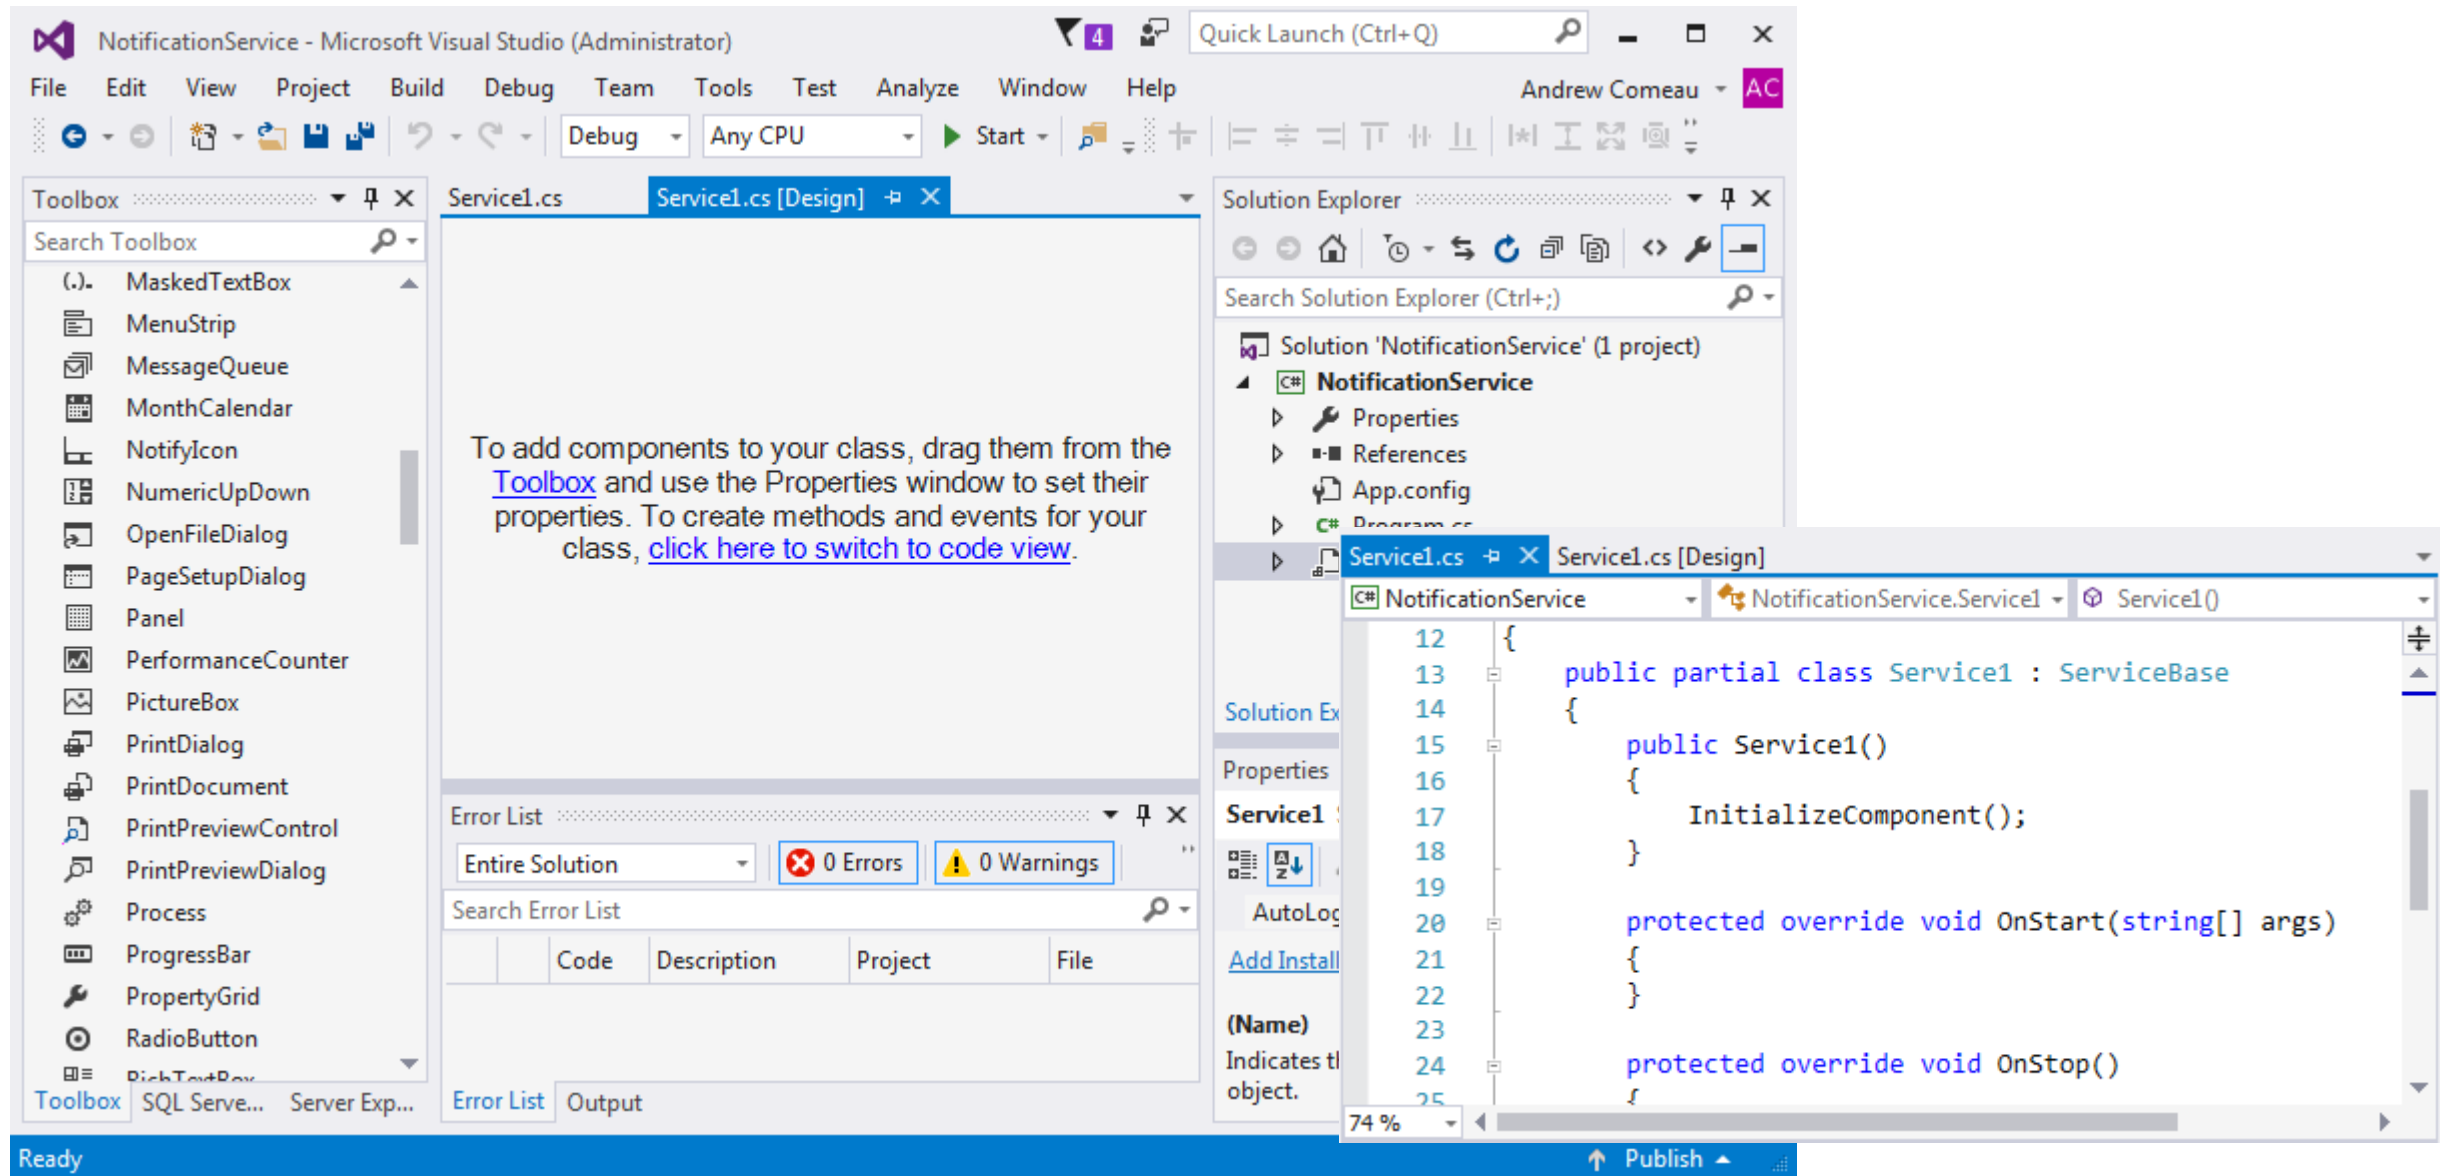 NotificationService - Microsoft Visual Studio (Administrator)
4
Quick Launch (Ctrl+Q)
File Edit View Project Build Debug Team Tools Test Analyze Window Help
Andrew Comeau
AC
Debug
Any CPU
Start
Toolbox
Search Toolbox
MaskedTextBox
MenuStrip
MessageQueue
MonthCalendar
NotifyIcon
NumericUpDown
OpenFileDialog
PageSetupDialog
Panel
PerformanceCounter
PictureBox
PrintDialog
PrintDocument
PrintPreviewControl
PrintPreviewDialog
Process
ProgressBar
PropertyGrid
RadioButton
RichTextBox
Toolbox SQL Serve... Server Exp...
Service1.cs Service1.cs [Design]
To add components to your class, drag them from the
Toolbox and use the Properties window to set their
properties. To create methods and events for your
class, click here to switch to code view.
Error List
Entire Solution
0 Errors
0 Warnings
Search Error List
Code Description Project File
Error List Output
Solution Explorer
Search Solution Explorer (Ctrl+;)
Solution 'NotificationService' (1 project)
C# NotificationService
Properties
References
App.config
C# Program.cs
Solution Ex
Properties
Service1
AutoLog
Add Install
(Name)
Indicates th
object.
Service1.cs Service1.cs [Design]
C# NotificationService
NotificationService.Service1
Service1()
12 {
13 public partial class Service1 : ServiceBase
14 {
15 public Service1()
16 {
17 InitializeComponent();
18 }
19
20 protected override void OnStart(string[] args)
21 {
22 }
23
24 protected override void OnStop()
25 {
74 %
Ready
Publish